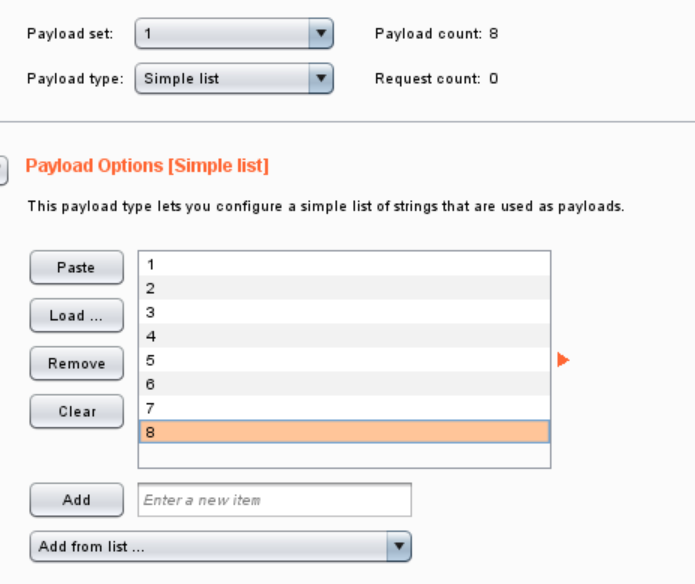 Payload set: 1 Payload count: 8
Payload type: Simple list Request count: 0
Payload Options [Simple list]
This payload type lets you configure a simple list of strings that are used as payloads.
Paste
Load ...
Remove
Clear
1
2
3
4
5
6
7
8
Add Enter a new item
Add from list ...